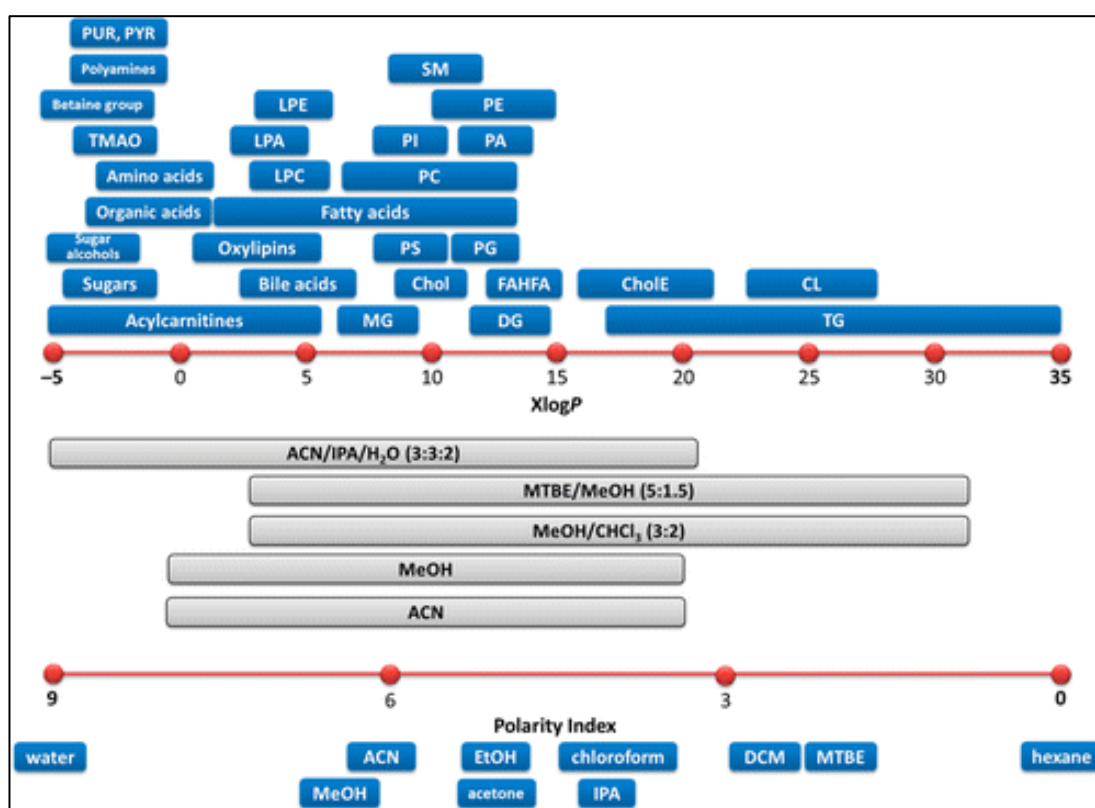 PUR, PYR
Polyamines SM
Betaine group LPE PE
TMAO LPA PI PA
Amino acids LPC PC
Organic acids Fatty acids
Sugar
alcohols Oxylipins PS PG
Sugars Bile acids Chol FAHFA CholE CL
Acylcarnitines MG DG TG
–5 0 5 10 15 20 25 30 35
XlogP
ACN/IPA/H₂O (3:3:2)
MTBE/MeOH (5:1.5)
MeOH/CHCl₃ (3:2)
MeOH
ACN
9 6 3 0
Polarity Index
water ACN EtOH chloroform DCM MTBE hexane
MeOH acetone IPA